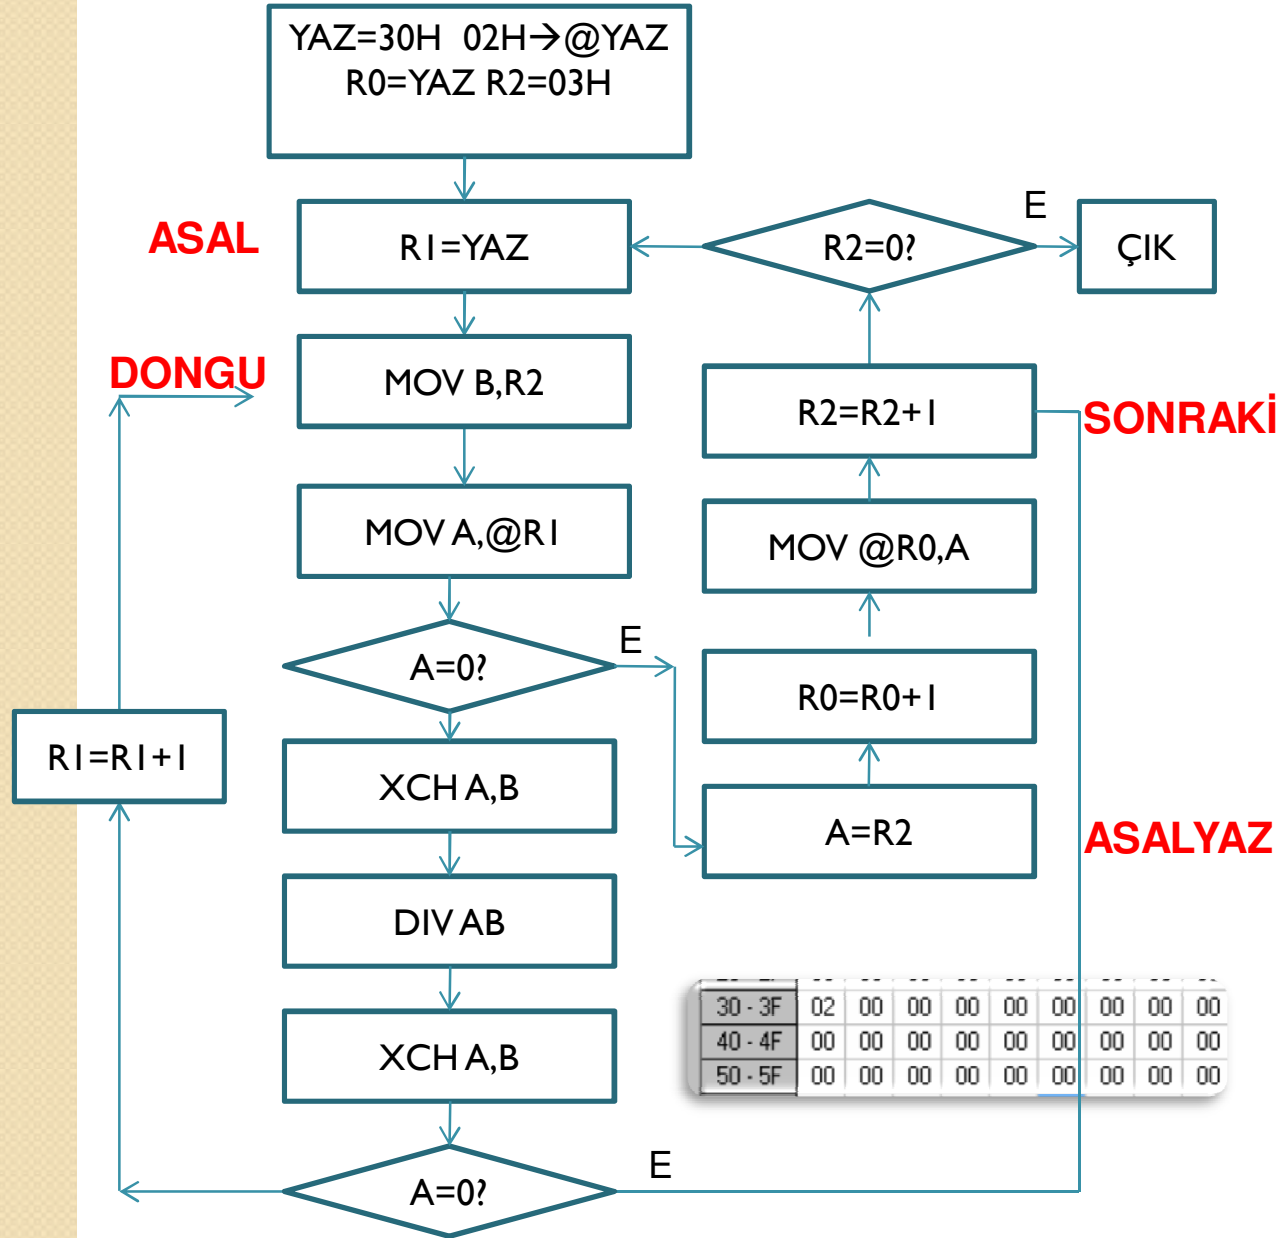 YAZ=30H 02H→@YAZ
R0=YAZ R2=03H
ASAL
R1=YAZ
R2=0?
E
ÇIK
DONGU
MOV B,R2
R2=R2+1
SONRAKİ
MOV A,@R1
MOV @R0,A
A=0?
E
R0=R0+1
R1=R1+1
XCH A,B
A=R2
ASALYAZ
DIV AB
30 - 3F 02 00 00 00 00 00 00 00 00
40 - 4F 00 00 00 00 00 00 00 00 00
50 - 5F 00 00 00 00 00 00 00 00 00
XCH A,B
A=0?
E